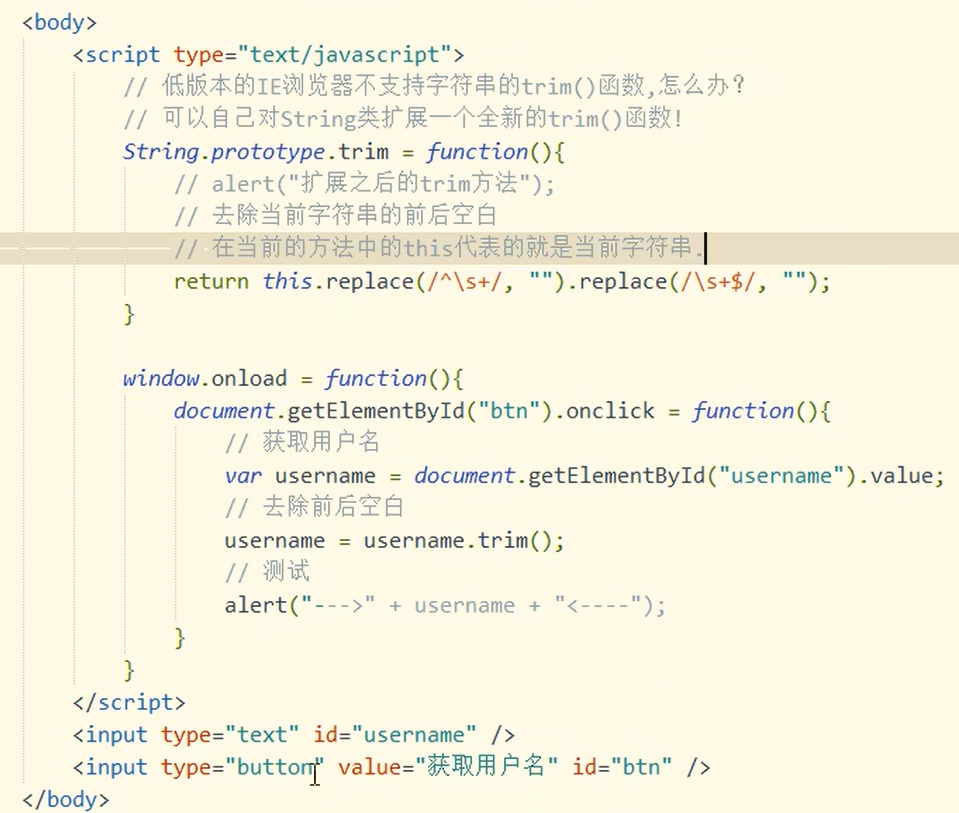 <body>
<script type="text/javascript">
// 低版本的IE浏览器不支持字符串的trim()函数,怎么办?
// 可以自己对String类扩展一个全新的trim()函数!
String.prototype.trim = function(){
// alert("扩展之后的trim方法");
// 去除当前字符串的前后空白
// 在当前的方法中的this代表的就是当前字符串.
return this.replace(/^\s+/, "").replace(/\s+$/, "");
}
window.onload = function(){
document.getElementById("btn").onclick = function(){
// 获取用户名
var username = document.getElementById("username").value;
// 去除前后空白
username = username.trim();
// 测试
alert("--->" + username + "<----");
}
}
</script>
<input type="text" id="username" />
<input type="button" value="获取用户名" id="btn" />
</body>